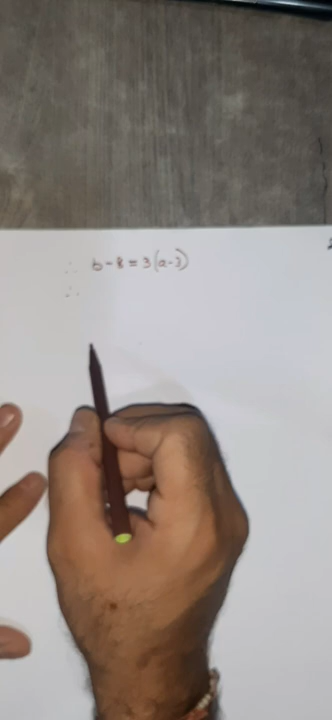 ∴ b-8=3(a-3)
∴